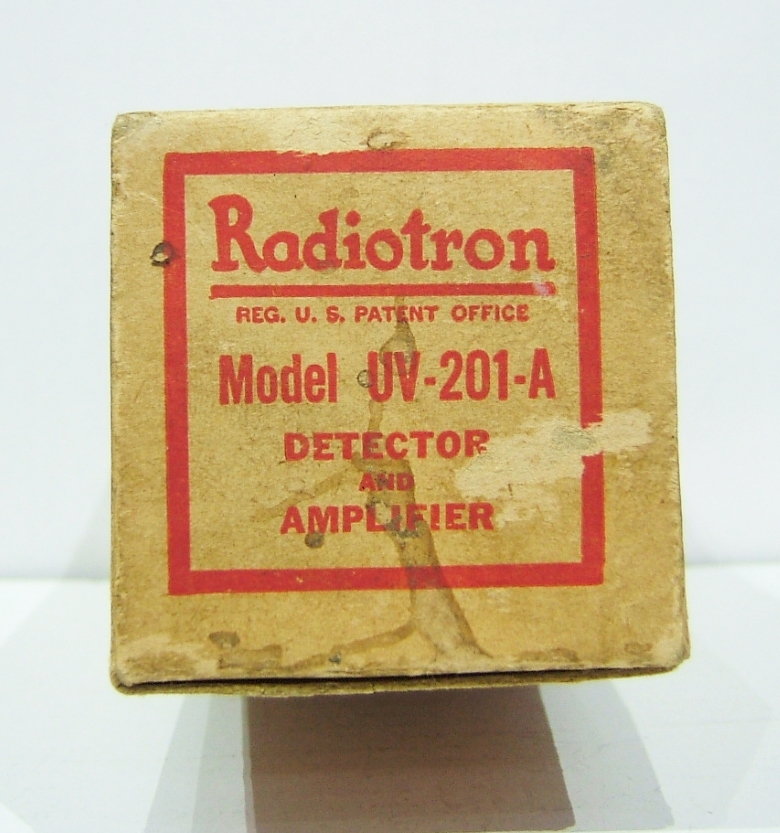 Radiotron
REG. U. S. PATENT OFFICE
Model UV-201-A
DETECTOR
AND
AMPLIFIER